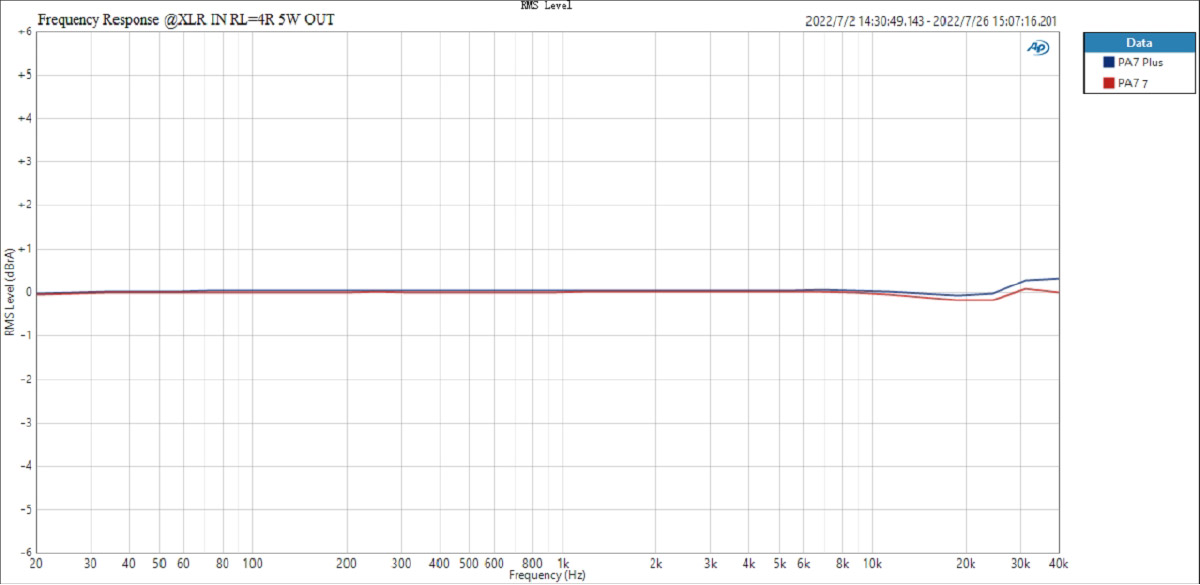 RMS Level
Frequency Response @XLR IN RL=4R 5W OUT
2022/7/2 14:30:49.143 - 2022/7/26 15:07:16.201
+6
+5
+4
+3
+2
+1
0
-1
-2
-3
-4
-5
-6
RMS Level (dBrA)
AP
Data
PA7 Plus
PA7 7
20 30 40 50 60 80 100 200 300 400 500 600 800 1k 2k 3k 4k 5k 6k 8k 10k 20k 30k 40k
Frequency (Hz)